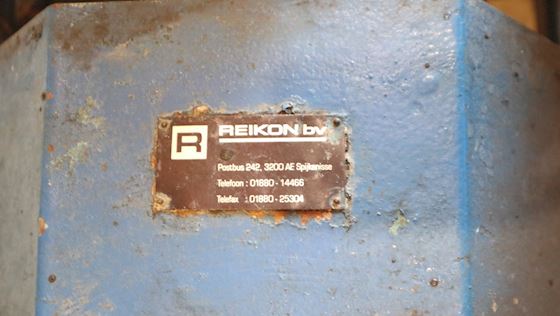 R REIKON bv
Postbus 242, 3200 AE Spijkenisse
Telefoon : 01880 - 14466
Telefax : 01880 - 25304